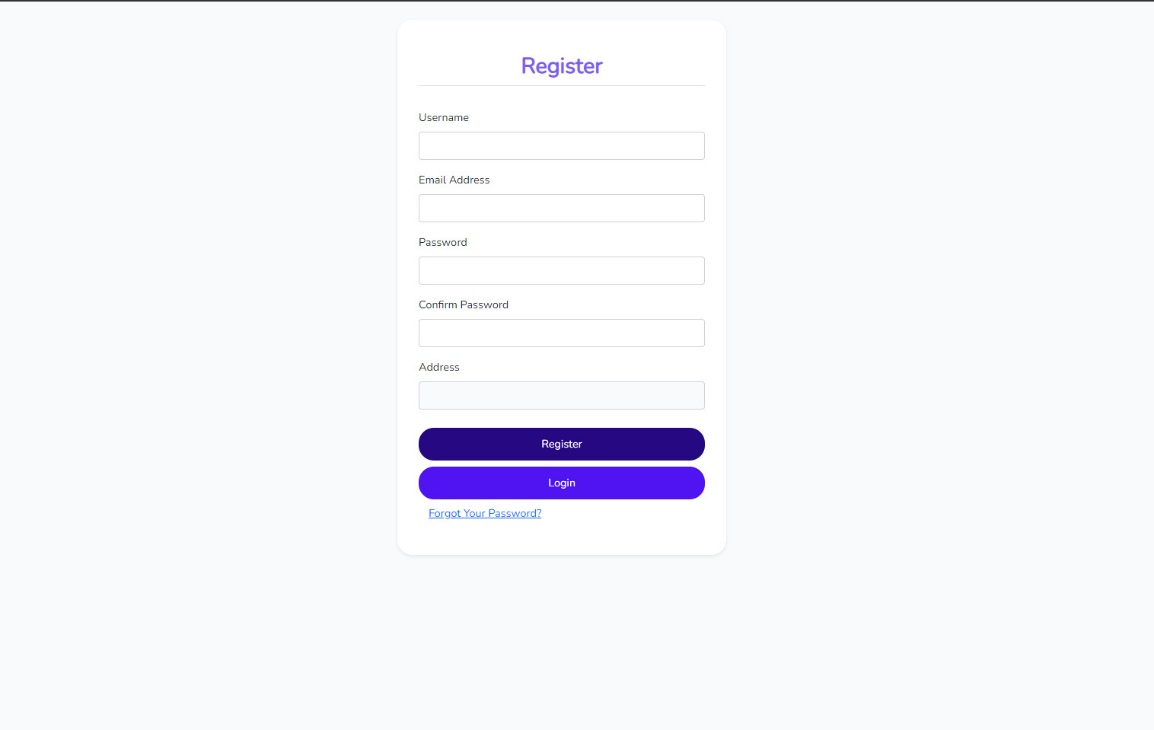 Register
Username
Email Address
Password
Confirm Password
Address
Register
Login
Forgot Your Password?